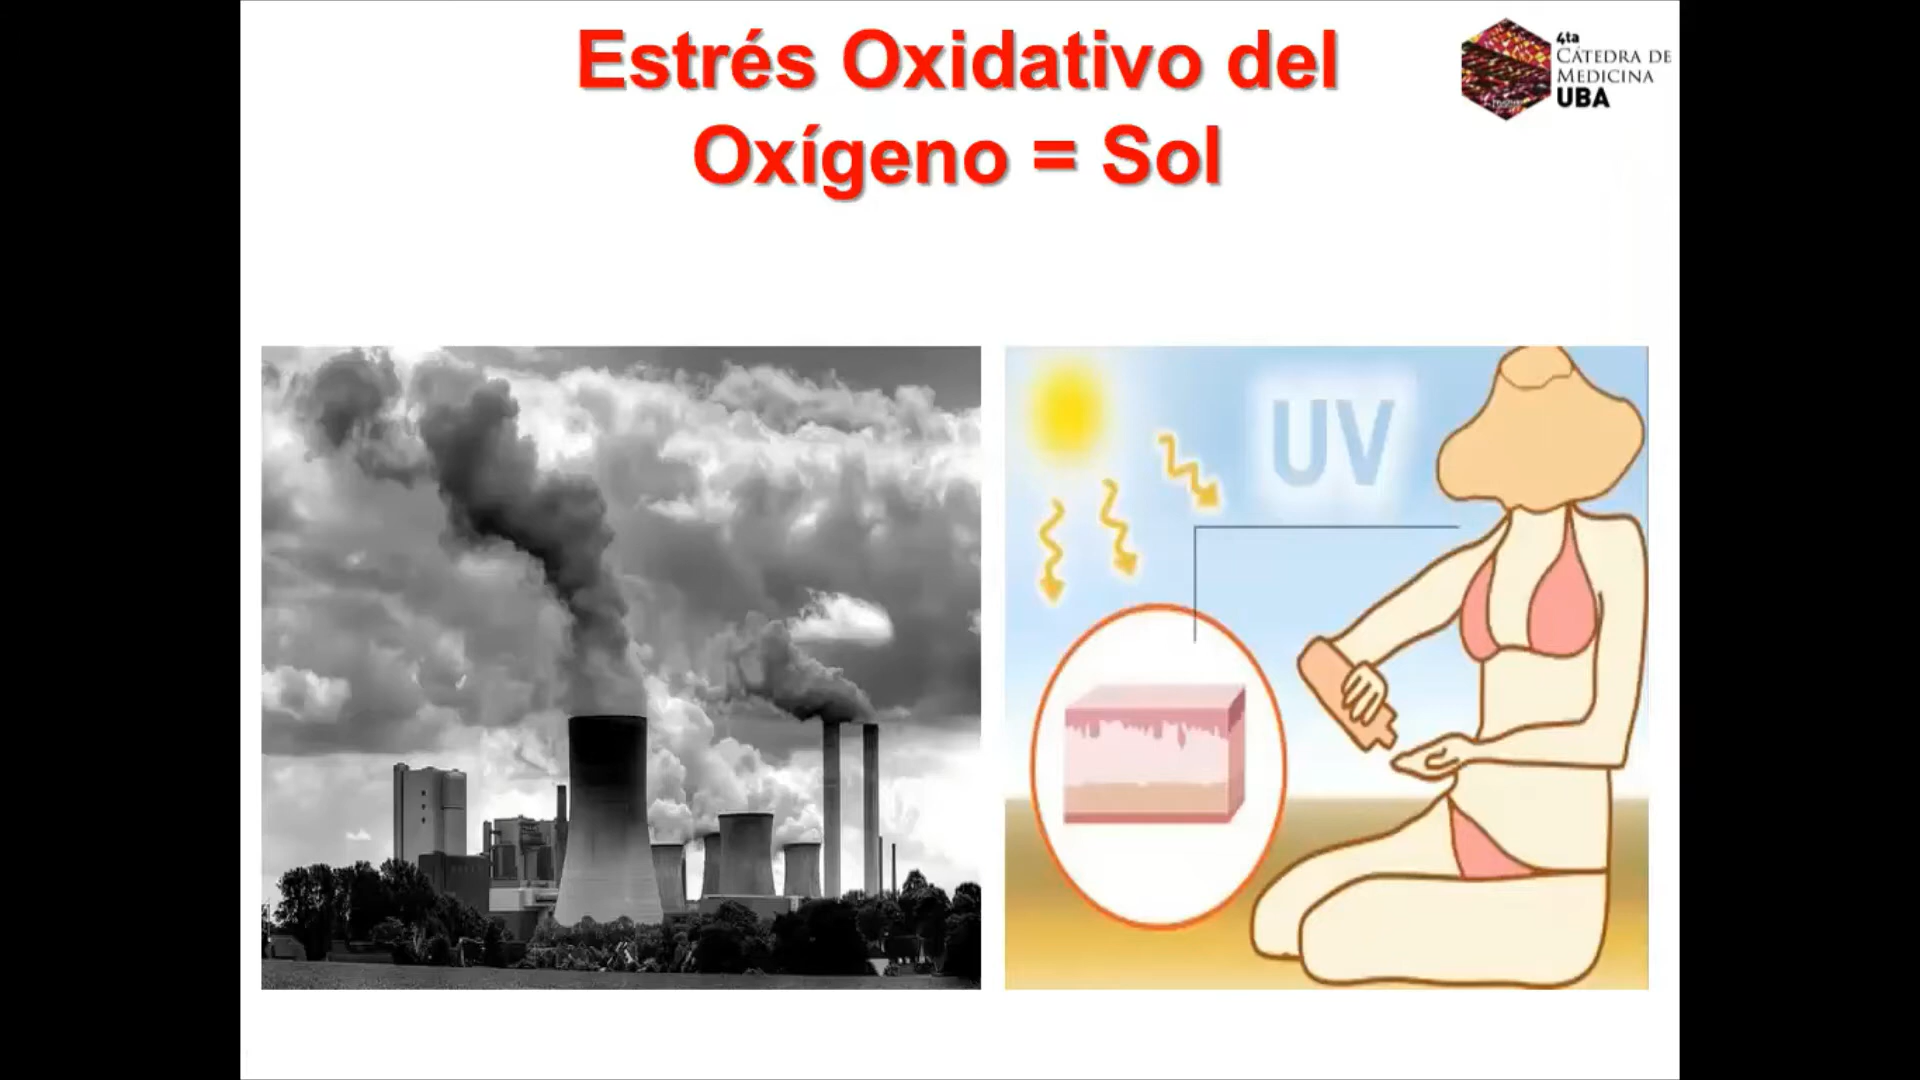 Estrés Oxidativo del
Oxígeno = Sol
4ta
CÁTEDRA DE
MEDICINA
UBA
UV